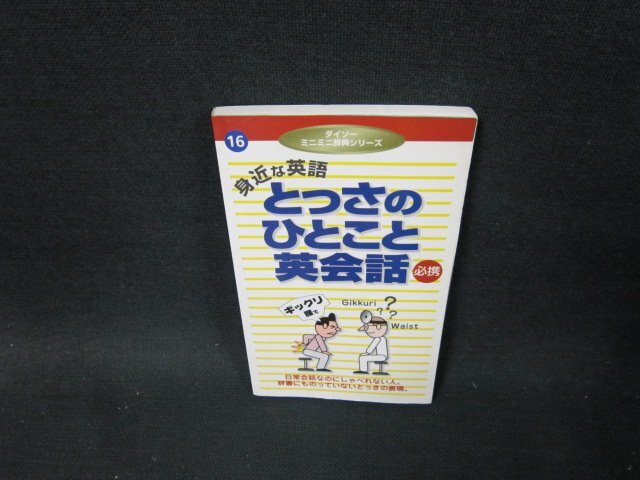 16
ダイソー
ミニミニ辞典シリーズ
身近な英語
とっさの
ひとこと
英会話
必携
ギックリ
腰で
Gikkuri
?
??
Waist
日常会話なのにしゃべれない人。
辞書にものっていないとっさの表現。